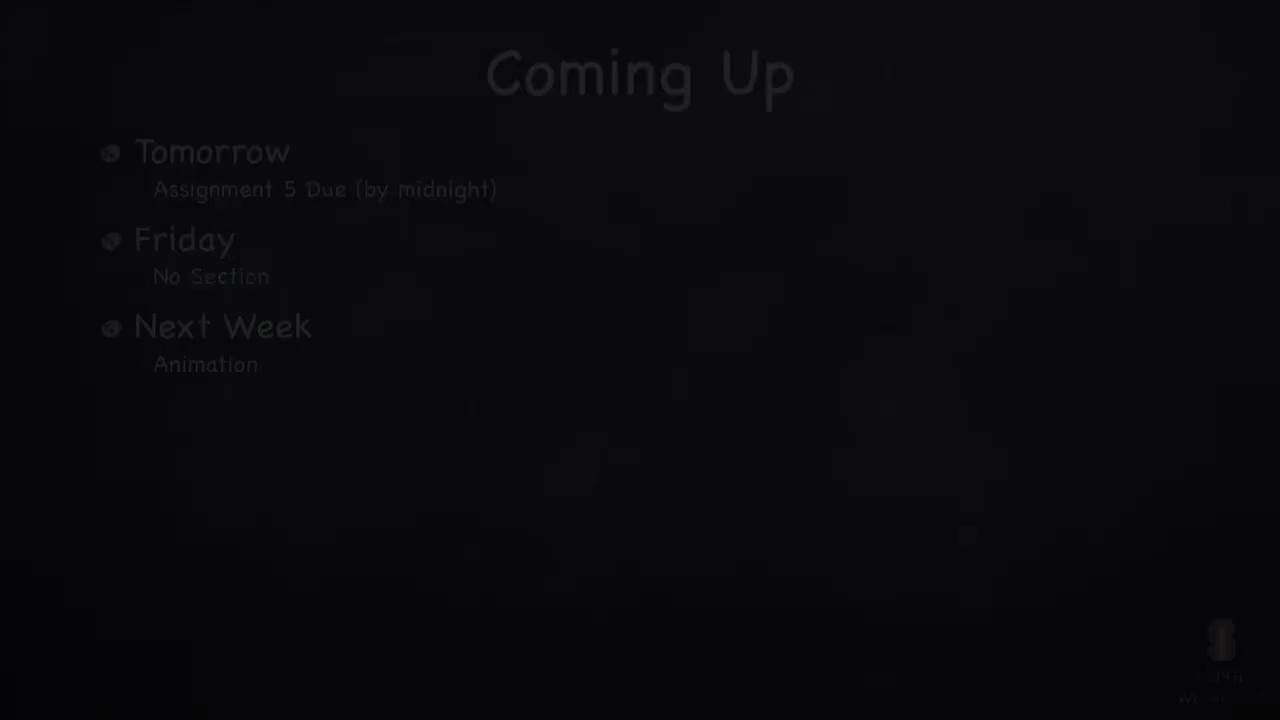 Coming Up
Tomorrow
Assignment 5 Due (by midnight)
Friday
No Section
Next Week
Animation